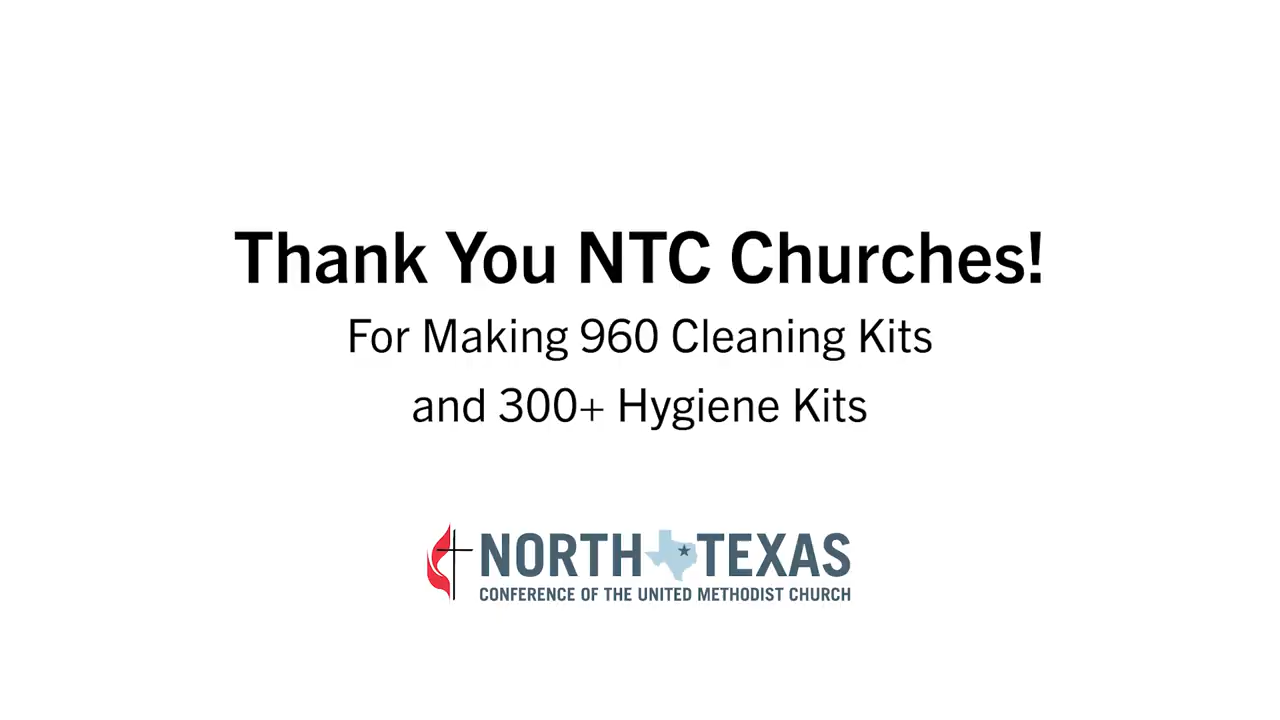 Thank You NTC Churches!
For Making 960 Cleaning Kits
and 300+ Hygiene Kits
NORTH TEXAS
CONFERENCE OF THE UNITED METHODIST CHURCH